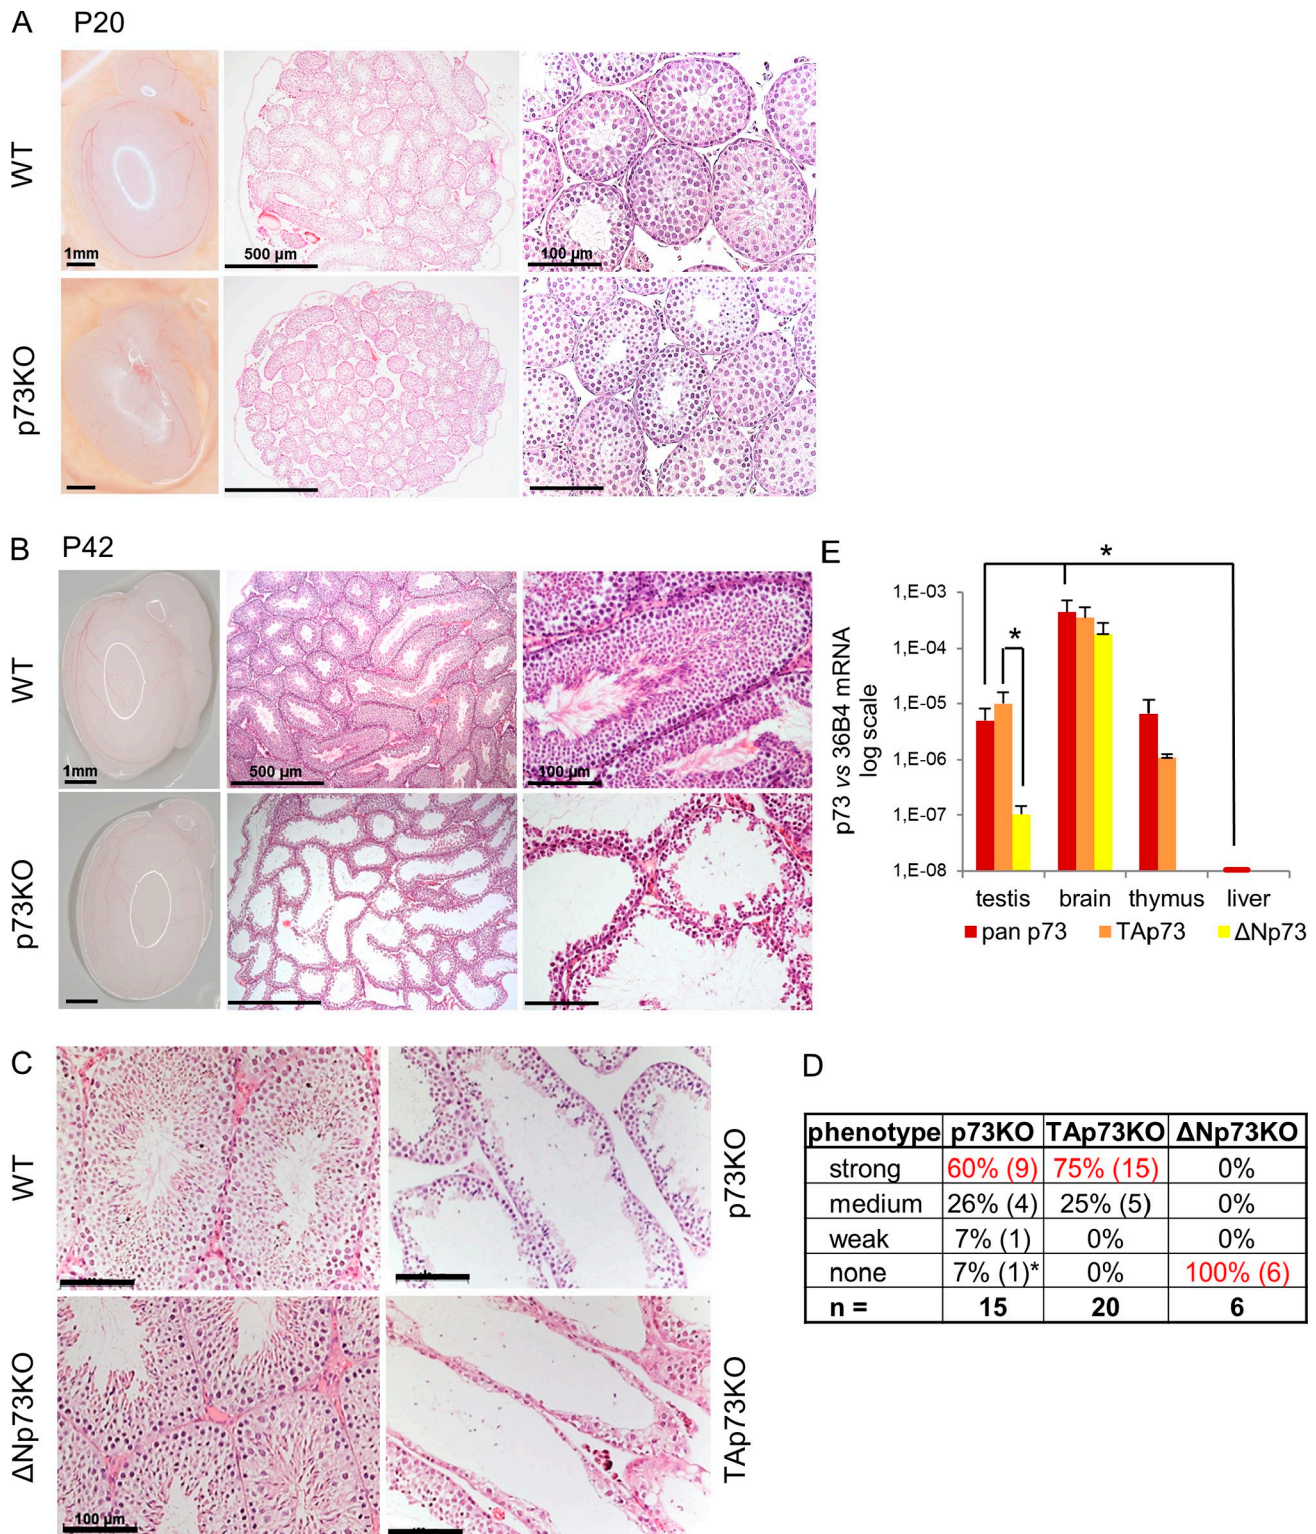 A P20
WT
1mm
500 µm
100 µm
p73KO
B P42
WT
1mm
500 µm
100 µm
p73KO
E
*
*
p73 vs 36B4 mRNA
log scale
1,E-03
1,E-04
1,E-05
1,E-06
1,E-07
1,E-08
testis brain thymus liver
pan p73 TAp73 ΔNp73
C
WT
p73KO
ΔNp73KO
100 µm
TAp73KO
D
phenotype p73KO TAp73KO ΔNp73KO
strong 60% (9) 75% (15) 0%
medium 26% (4) 25% (5) 0%
weak 7% (1) 0% 0%
none 7% (1)* 0% 100% (6)
n = 15 20 6